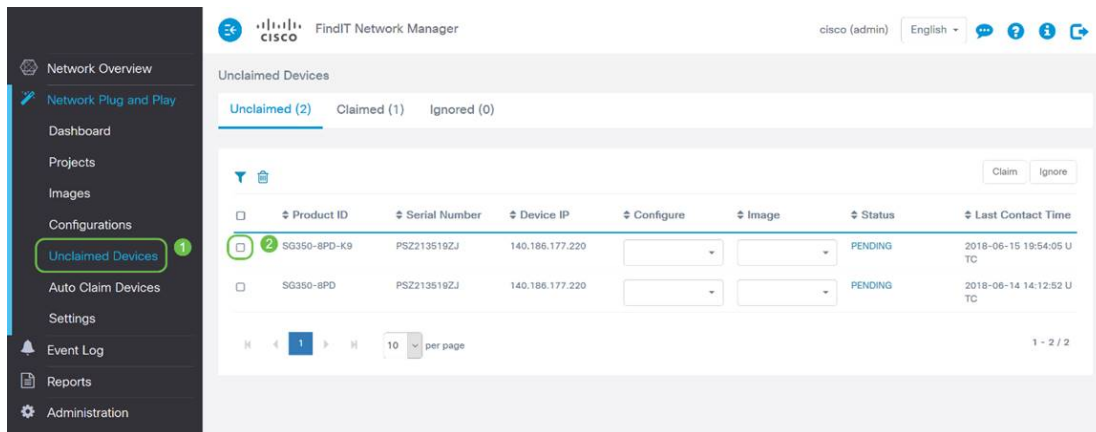 cisco FindIT Network Manager cisco (admin) English
Network Overview
Network Plug and Play
Dashboard
Projects
Images
Configurations
Unclaimed Devices 1
Auto Claim Devices
Settings
Event Log
Reports
Administration
Unclaimed Devices
Unclaimed (2) Claimed (1) Ignored (0)
Claim Ignore
Product ID Serial Number Device IP Configure Image Status Last Contact Time
2 SG350-8PD-K9 PSZ213519ZJ 140.186.177.220 PENDING 2018-06-15 19:54:05 U
TC
SG350-8PD PSZ213519ZJ 140.186.177.220 PENDING 2018-06-14 14:12:52 U
TC
1 10 per page 1 - 2 / 2